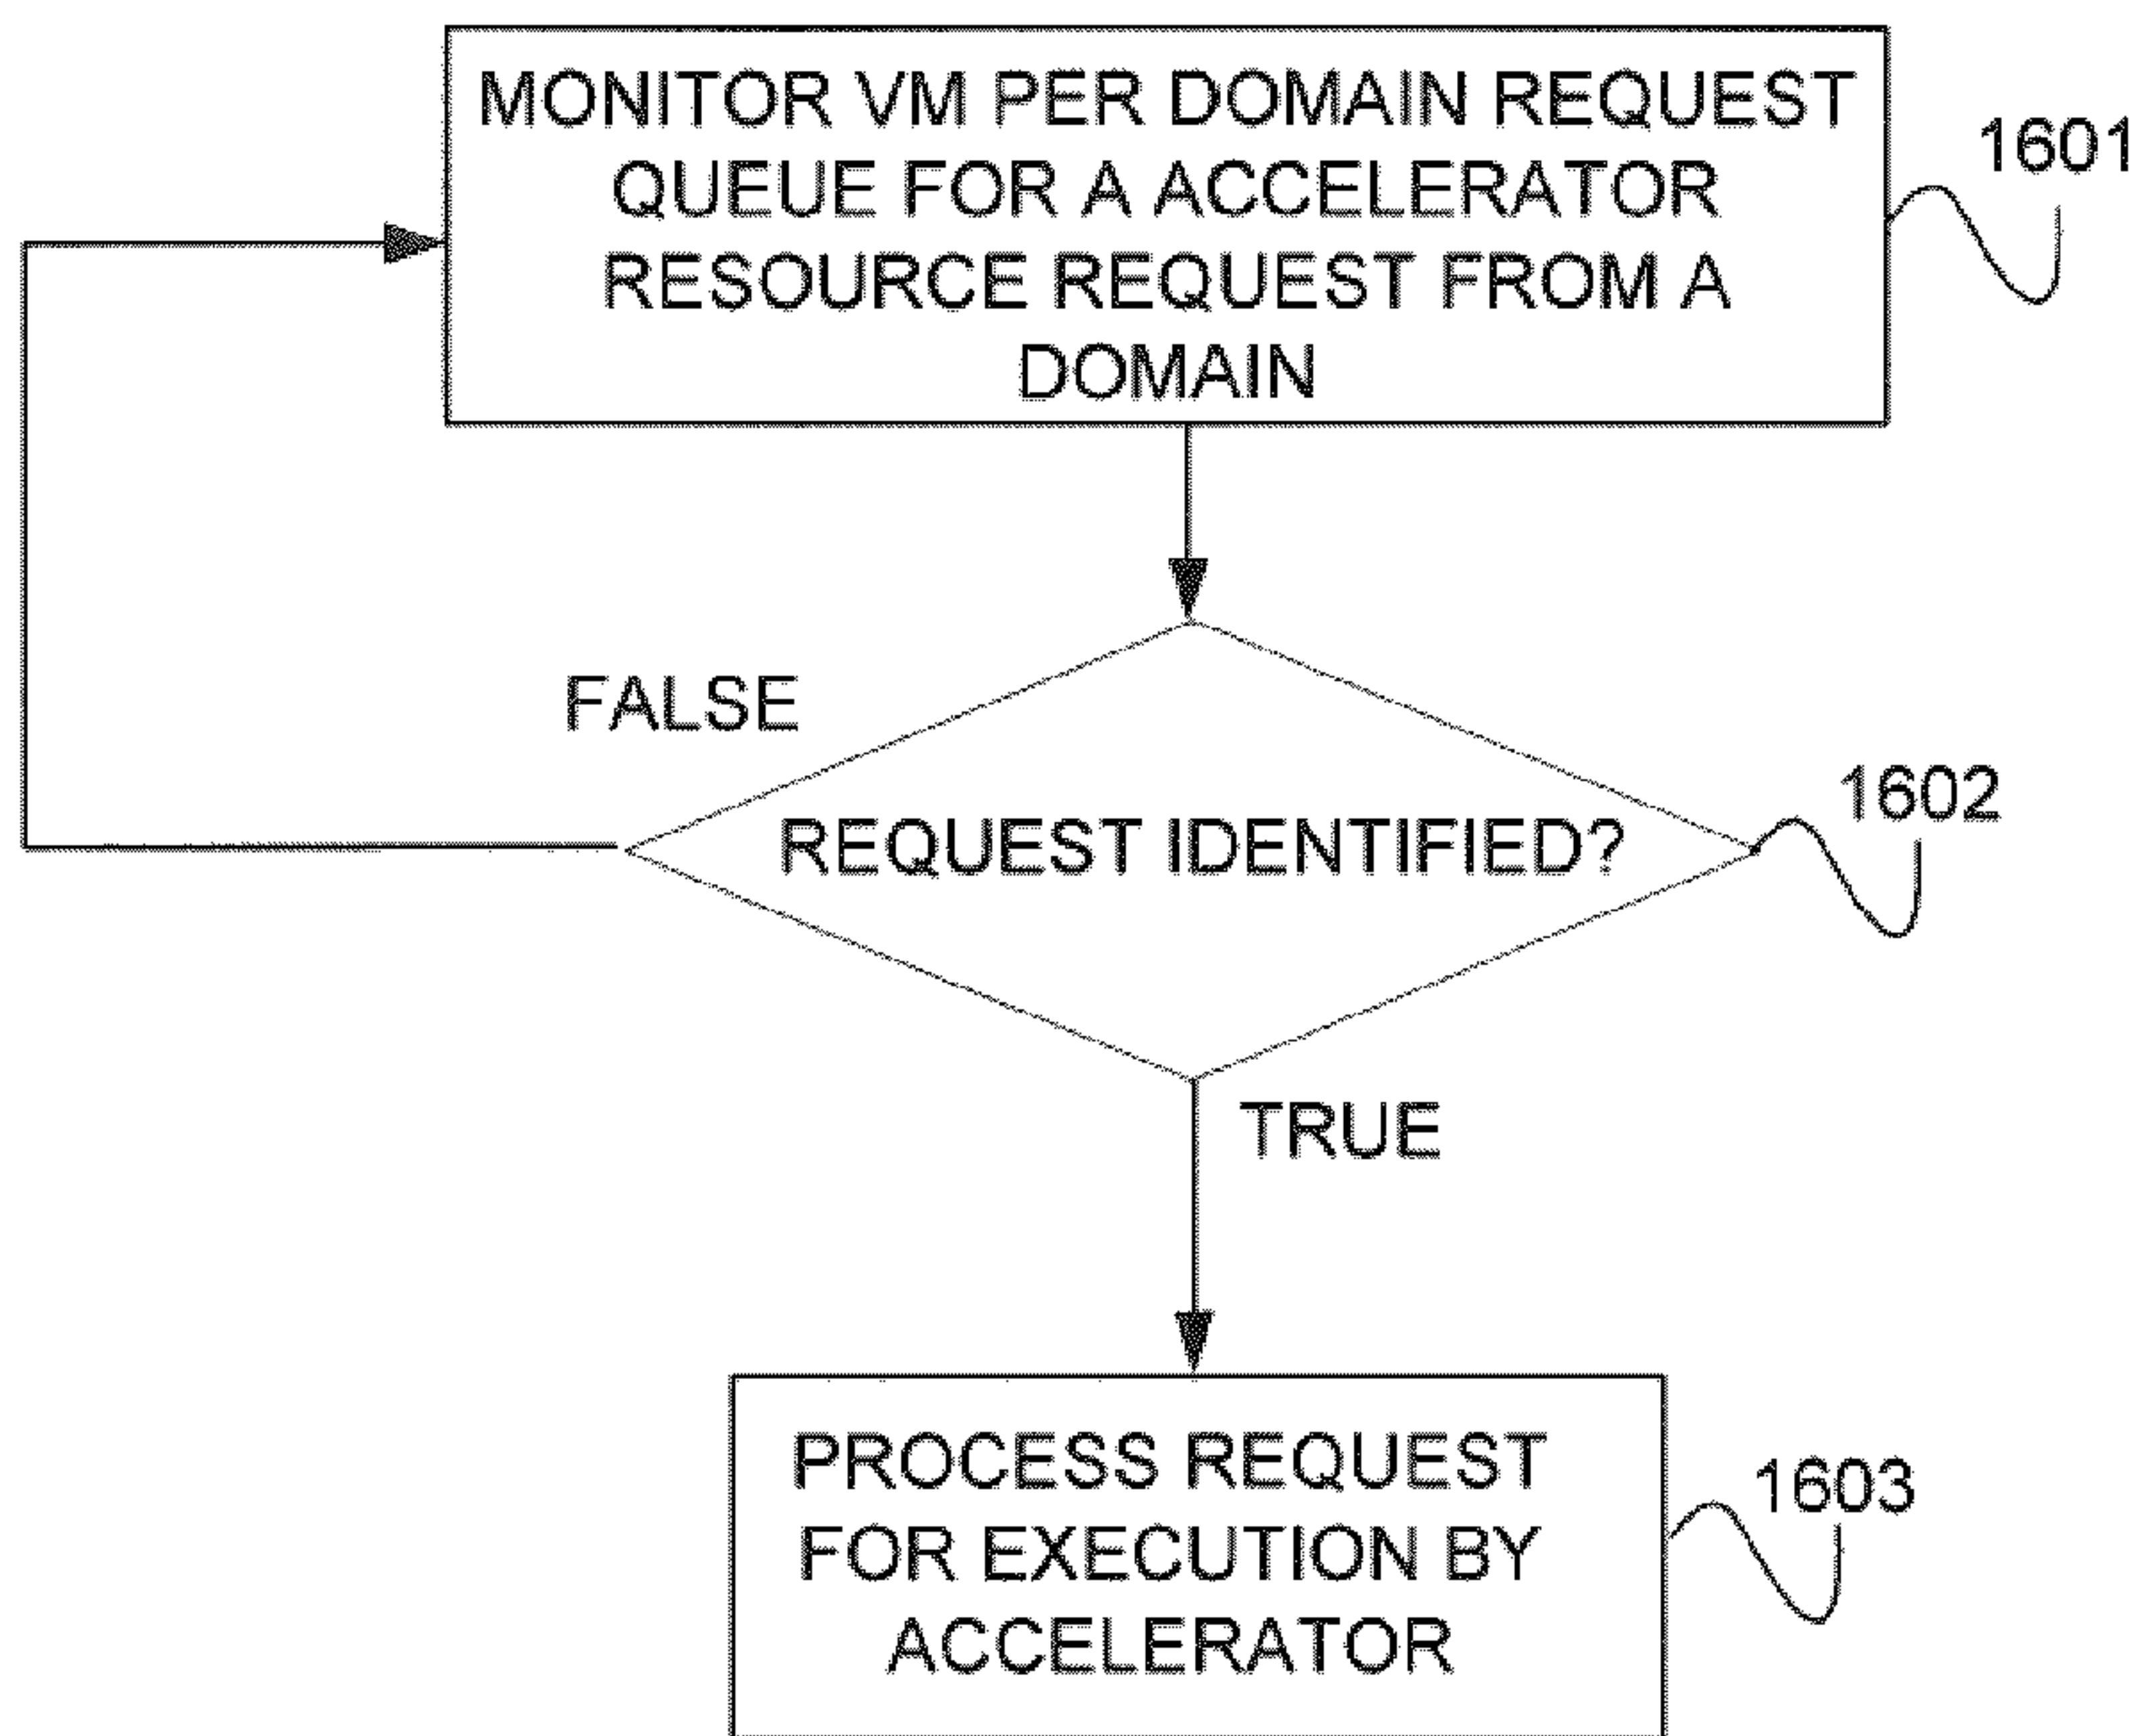 MONITOR VM PER DOMAIN REQUEST
QUEUE FOR A ACCELERATOR
RESOURCE REQUEST FROM A
DOMAIN
1601
FALSE
REQUEST IDENTIFIED?
1602
TRUE
PROCESS REQUEST
FOR EXECUTION BY
ACCELERATOR
1603